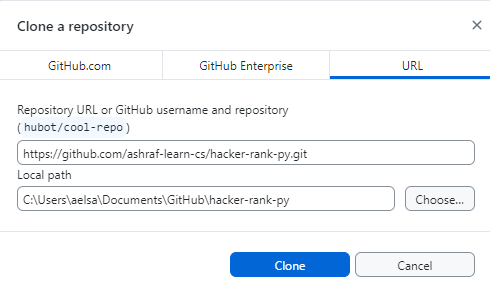 Clone a repository
GitHub.com
GitHub Enterprise
URL
Repository URL or GitHub username and repository
(hubot/cool-repo)
https://github.com/ashraf-learn-cs/hacker-rank-py.git
Local path
C:\Users\aelsa\Documents\GitHub\hacker-rank-py
Choose...
Clone
Cancel